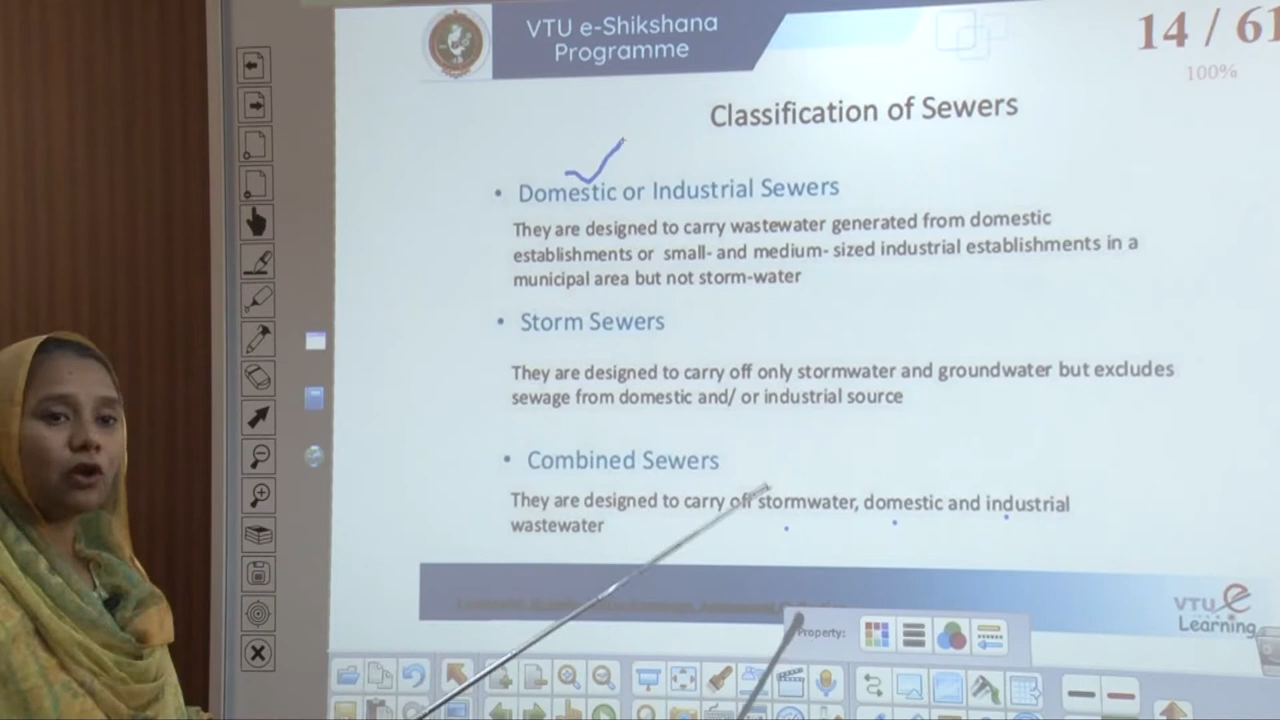 VTU e-Shikshana
Programme
14 / 61
100%
Classification of Sewers
• Domestic or Industrial Sewers
They are designed to carry wastewater generated from domestic
establishments or small- and medium- sized industrial establishments in a
municipal area but not storm-water
• Storm Sewers
They are designed to carry off only stormwater and groundwater but excludes
sewage from domestic and/ or industrial source
• Combined Sewers
They are designed to carry off stormwater, domestic and industrial
wastewater
VTU e
Learning
Property: